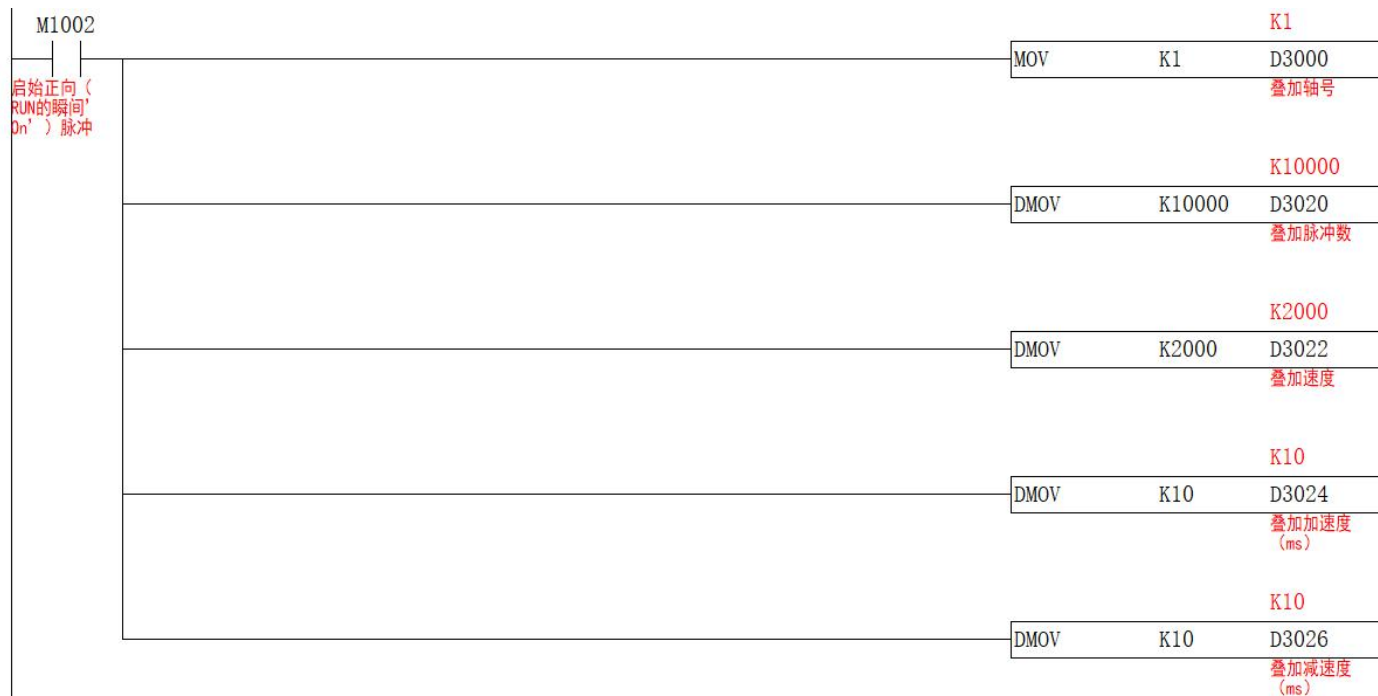 M1002
启始正向（
RUN的瞬间'
On'）脉冲
K1
MOV K1 D3000
叠加轴号
K10000
DMOV K10000 D3020
叠加脉冲数
K2000
DMOV K2000 D3022
叠加速度
K10
DMOV K10 D3024
叠加加速度
（ms）
K10
DMOV K10 D3026
叠加减速度
（ms）